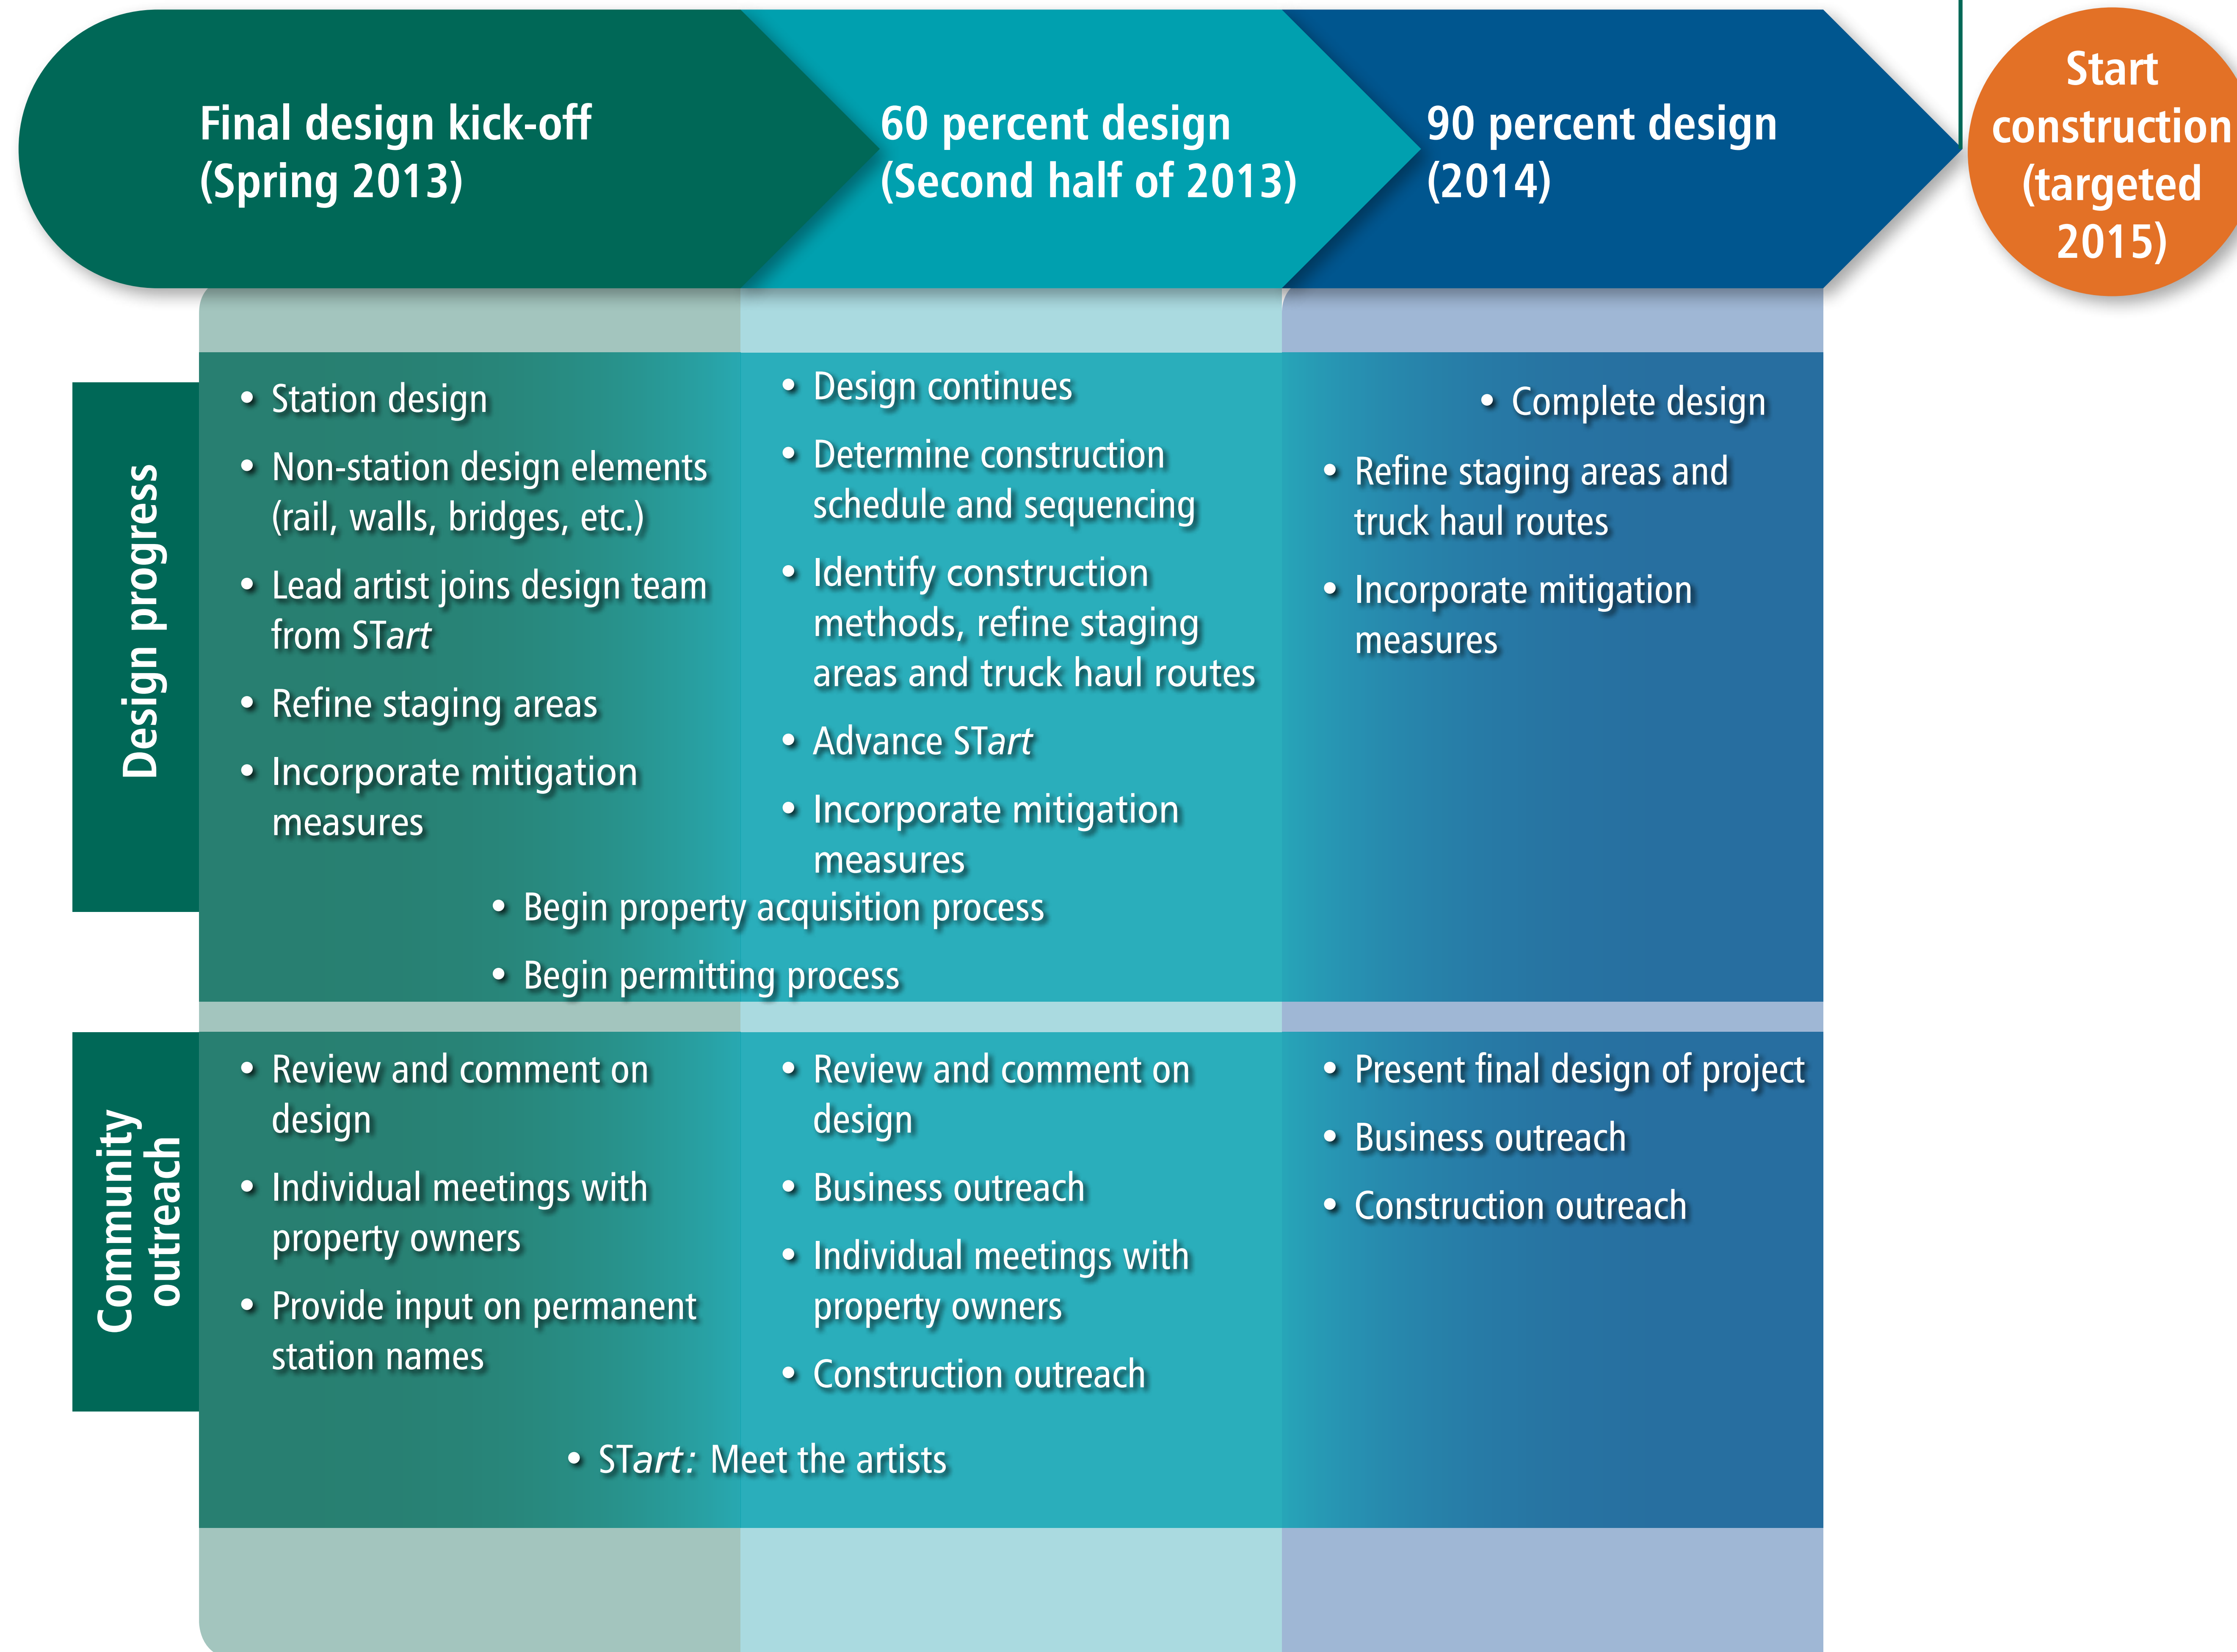 Final design kick-off
(Spring 2013)
60 percent design
(Second half of 2013)
90 percent design
(2014)
Start
construction
(targeted
2015)
Design progress
• Station design
• Non-station design elements
(rail, walls, bridges, etc.)
• Lead artist joins design team
from STart
• Refine staging areas
• Incorporate mitigation
measures
• Design continues
• Determine construction
schedule and sequencing
• Identify construction
methods, refine staging
areas and truck haul routes
• Advance STart
• Incorporate mitigation
measures
• Begin property acquisition process
• Begin permitting process
• Complete design
• Refine staging areas and
truck haul routes
• Incorporate mitigation
measures
Community
outreach
• Review and comment on
design
• Individual meetings with
property owners
• Provide input on permanent
station names
• Review and comment on
design
• Business outreach
• Individual meetings with
property owners
• Construction outreach
• STart: Meet the artists
• Present final design of project
• Business outreach
• Construction outreach